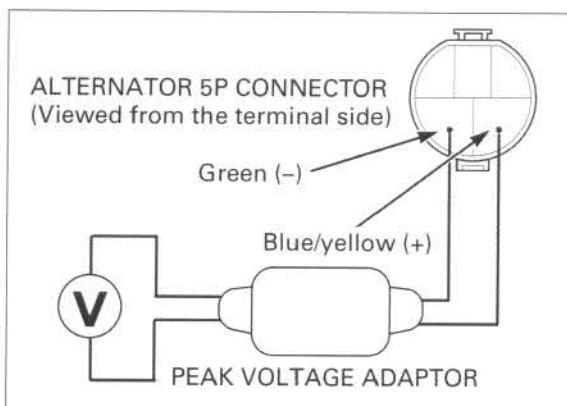 ALTERNATOR 5P CONNECTOR
(Viewed from the terminal side)
Green (–)
Blue/yellow (+)
V
PEAK VOLTAGE ADAPTOR